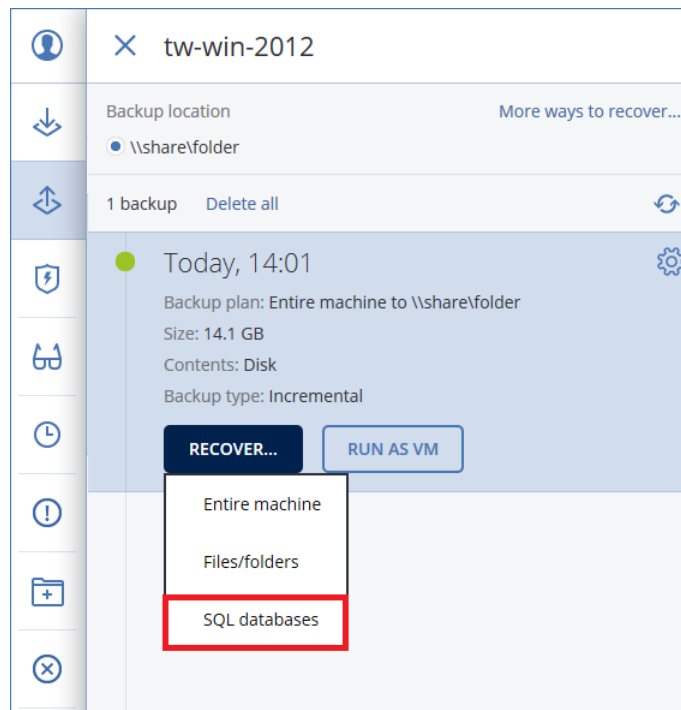 tw-win-2012
Backup location
More ways to recover...
\\share\folder
1 backup
Delete all
Today, 14:01
Backup plan: Entire machine to \\share\folder
Size: 14.1 GB
Contents: Disk
Backup type: Incremental
RECOVER...
RUN AS VM
Entire machine
Files/folders
SQL databases